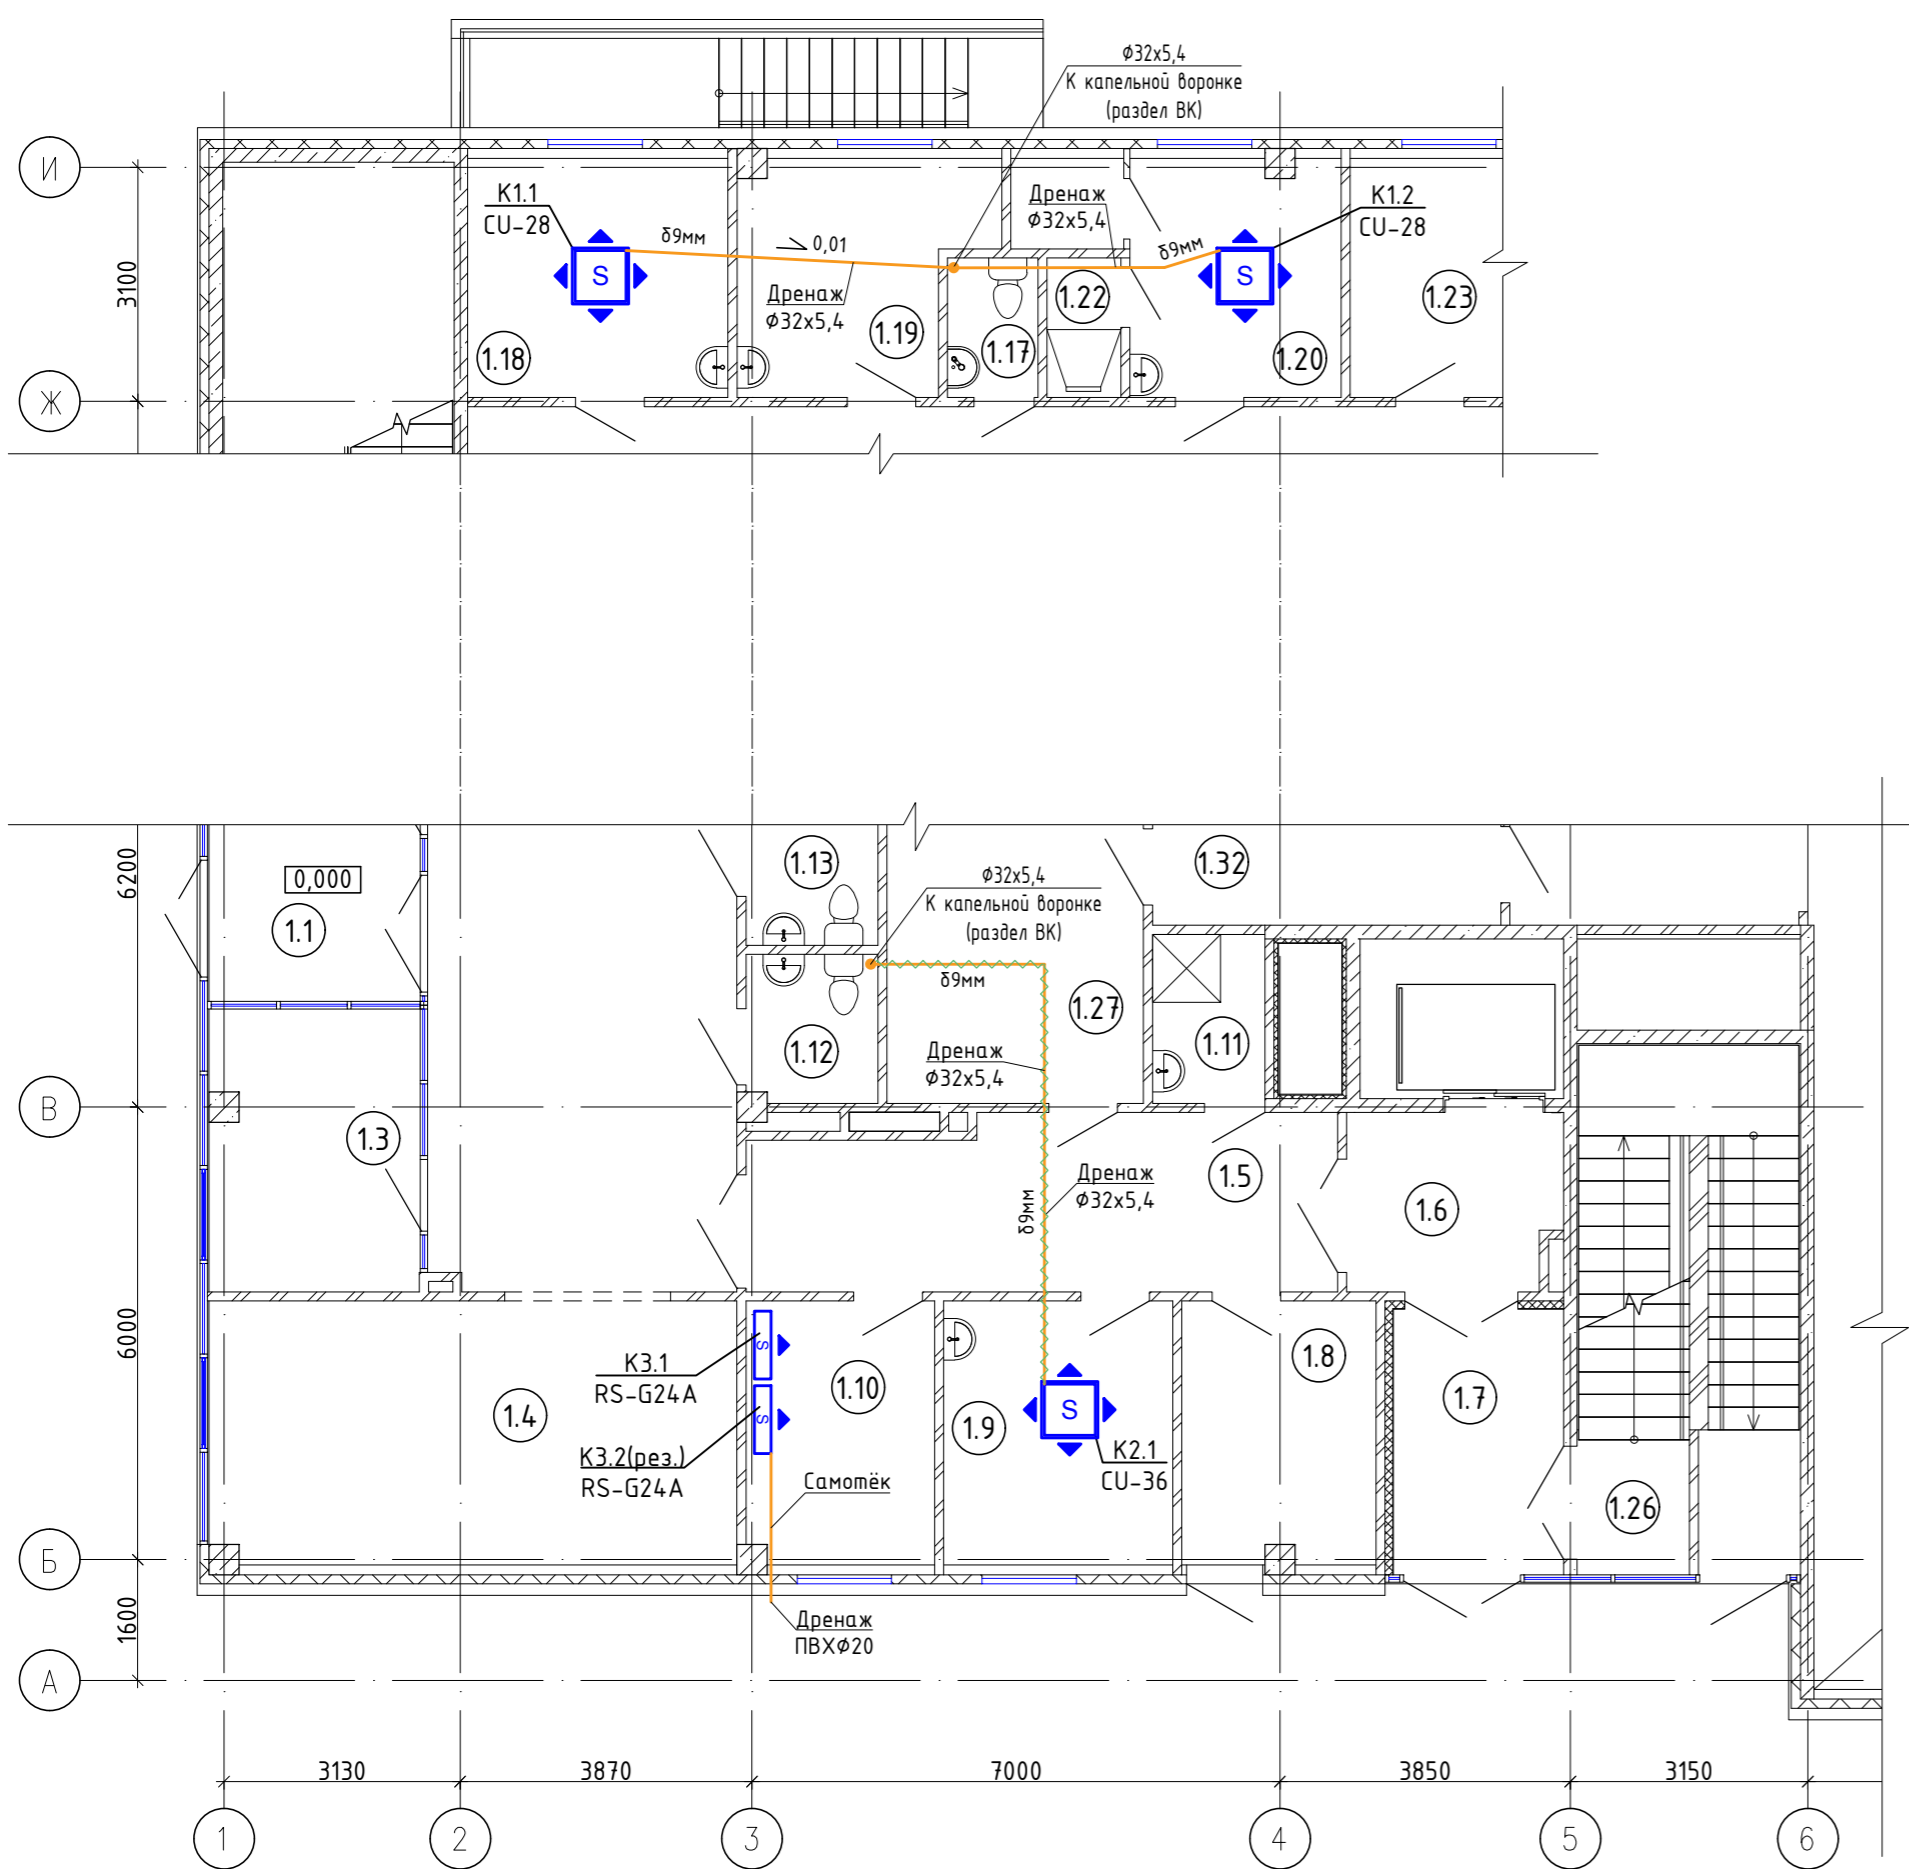 Ф32х5,4
К капельной воронке
(раздел ВК)
И
К1.1
CU-28
δ9мм
0,01
Дренаж
Ф32х5,4
δ9мм
К1.2
CU-28
3100
S
S
Дренаж
Ф32х5,4
1.22
1.23
1.19
1.17
1.18
1.20
Ж
6200
0,000
1.1
1.13
Ф32х5,4
К капельной воронке
(раздел ВК)
1.32
δ9мм
1.27
1.12
Дренаж
Ф32х5,4
1.11
В
1.3
Дренаж
Ф32х5,4
δ9мм
1.5
1.6
6000
К3.1
RS-G24A
S
1.10
1.8
1.4
S
1.9
S
1.7
К3.2(рез.)
RS-G24A
Самотёк
К2.1
CU-36
1.26
Б
1600
Дренаж
ПВХФ20
А
3130
3870
7000
3850
3150
1
2
3
4
5
6